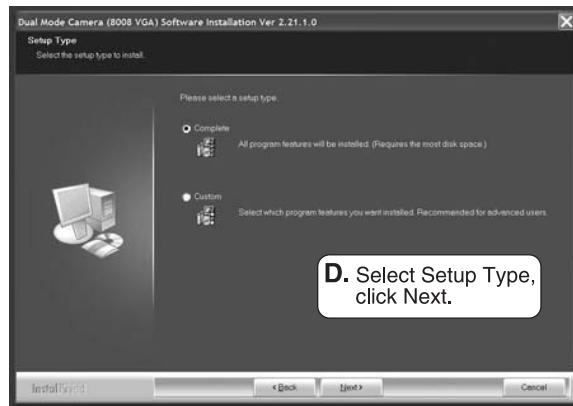 Dual Mode Camera (8008 VGA) Software Installation Ver 2.21.1.0
Setup Type
Select the setup type to install.
Please select a setup type.
Complete
All program features will be installed. (Requires the most disk space.)
Custom
Select which program features you want installed. Recommended for advanced users.
D. Select Setup Type,
click Next.
InstallShield
< Back
Next >
Cancel